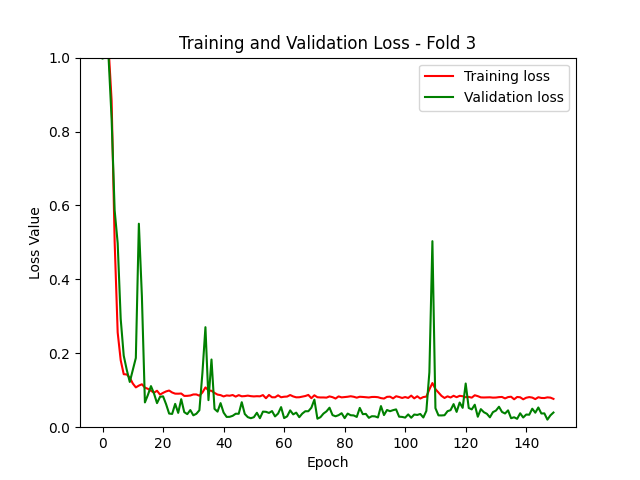 Training and Validation Loss - Fold 3
Training loss
Validation loss
Loss Value
1.0
0.8
0.6
0.4
0.2
0.0
0 20 40 60 80 100 120 140
Epoch